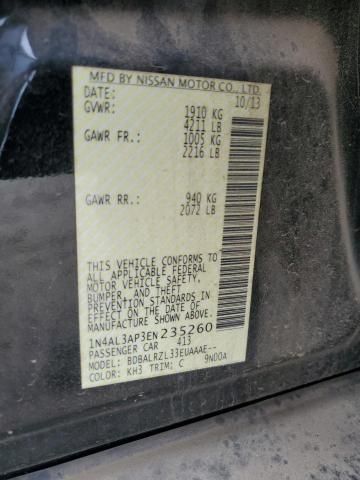 MFD BY NISSAN MOTOR CO., LTD.
DATE: 10/13
GVWR: 1910 KG
4211 LB
GAWR FR.: 1005 KG
2216 LB
GAWR RR.: 940 KG
2072 LB
THIS VEHICLE CONFORMS TO
ALL APPLICABLE FEDERAL
MOTOR VEHICLE SAFETY,
BUMPER, AND THEFT
PREVENTION STANDARDS IN
EFFECT ON THE DATE OF
MANUFACTURE SHOWN ABOVE.
1N4AL3AP3EN235260
PASSENGER CAR 413
MODEL: BDBALRZL33EUAAAE--
COLOR: KH3 TRIM: C 9N00A